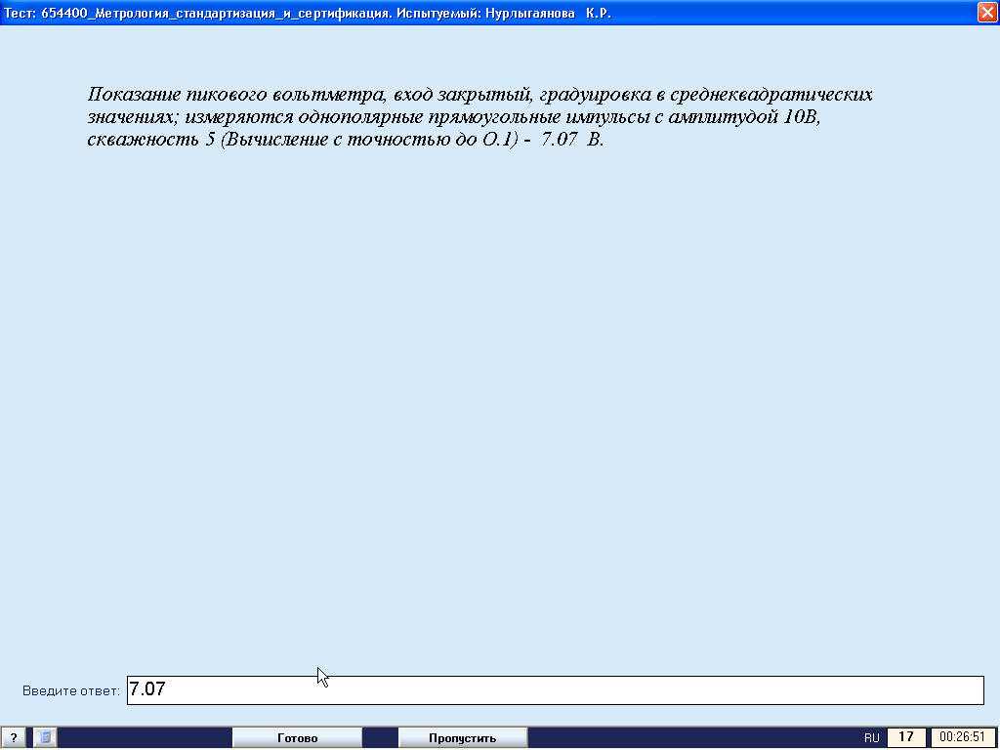 Тест: 654400_Метрология_стандартизация_и_сертификация. Испытуемый: Нурлыгаянова К.Р.
Показание пикового вольтметра, вход закрытый, градуировка в среднеквадратических
значениях; измеряются однополярные прямоугольные импульсы с амплитудой 10В,
скважность 5 (Вычисление с точностью до О.1) - 7.07 В.
Введите ответ: 7.07
? Готово Пропустить RU 17 00:26:51